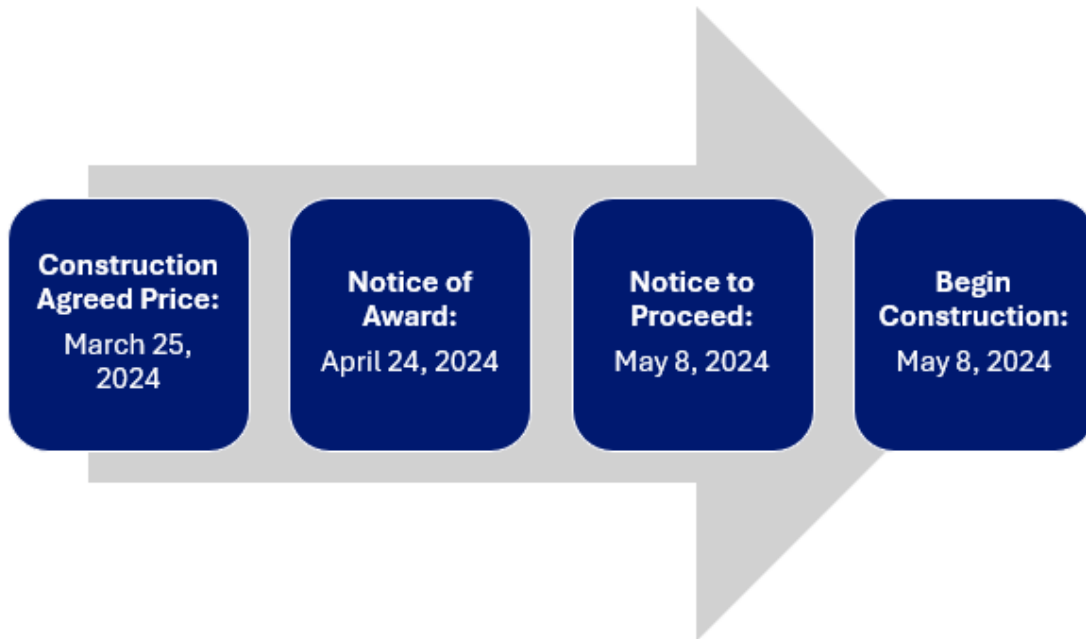 Construction
Agreed Price:
March 25,
2024
Notice of
Award:
April 24, 2024
Notice to
Proceed:
May 8, 2024
Begin
Construction:
May 8, 2024